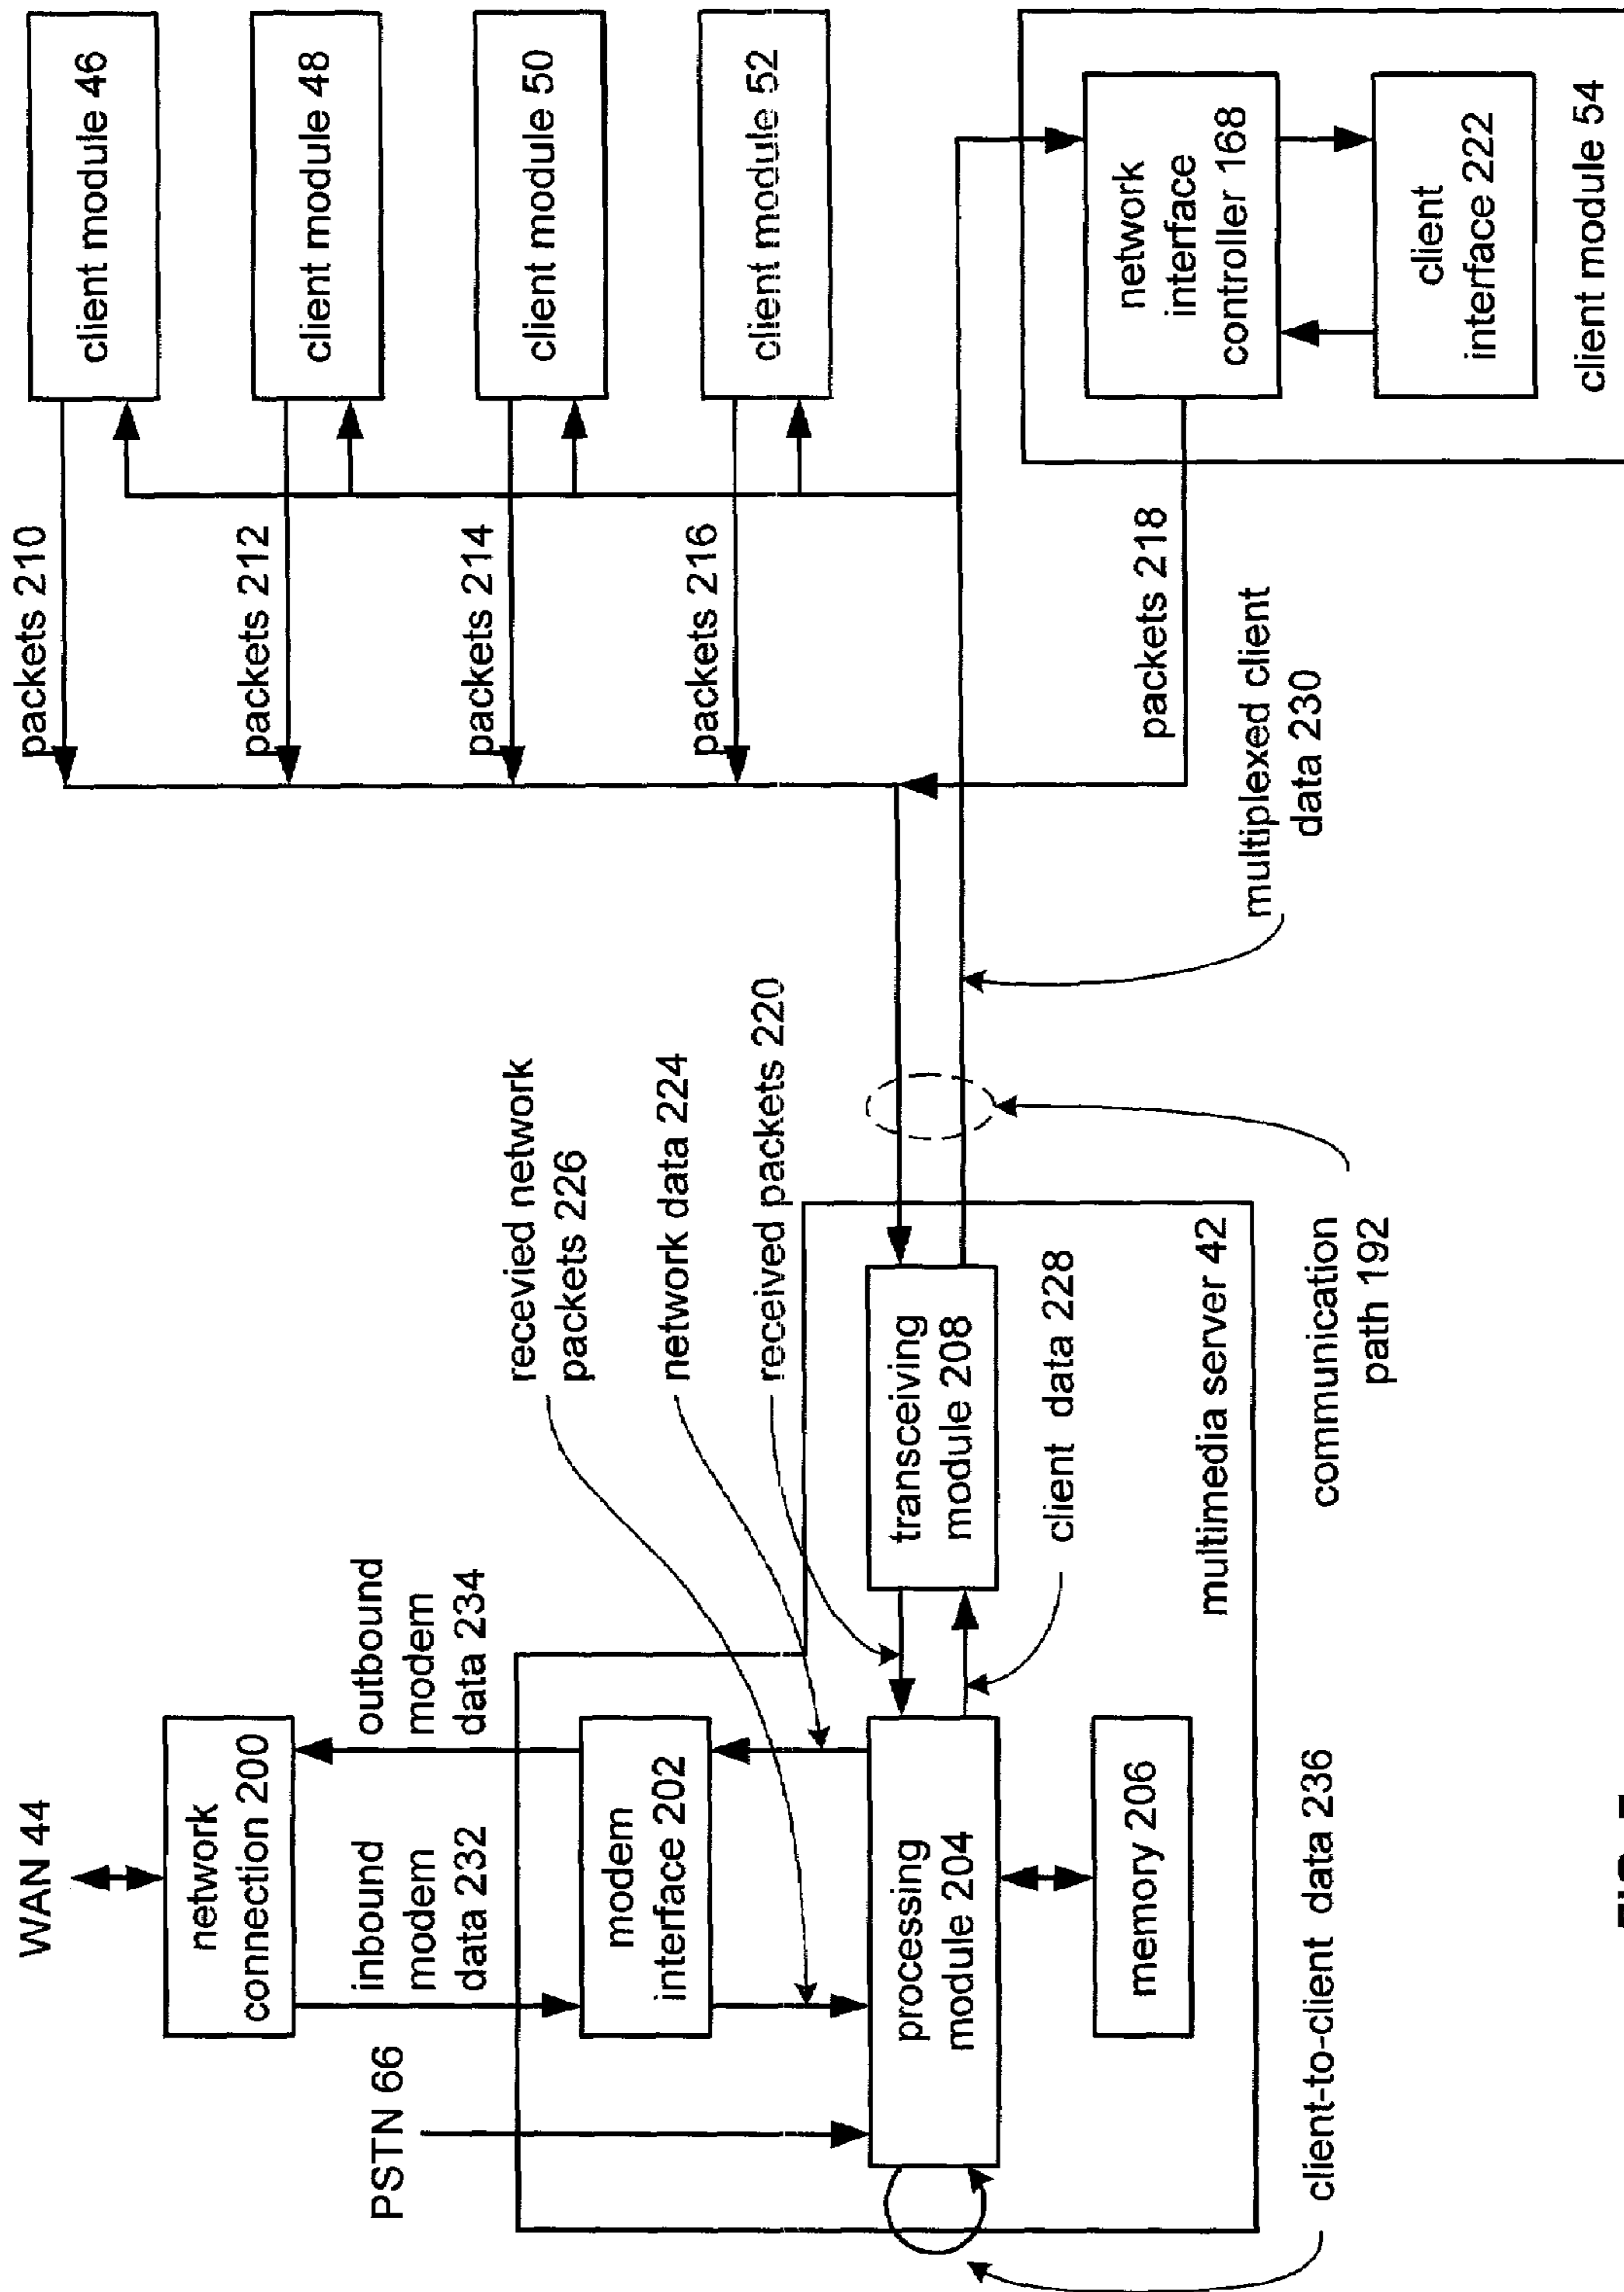 WAN 44
network
connection 200
inbound
modem
data 232
outbound
modem
data 234
PSTN 66
modem
interface 202
processing
module 204
memory 206
client-to-client data 236
recevied network
packets 226
network data 224
received packets 220
transceiving
module 208
client data 228
multimedia server 42
communication
path 192
multiplexed client
data 230
packets 210
packets 212
packets 214
packets 216
packets 218
client module 46
client module 48
client module 50
client module 52
network
interface
controller 168
client
interface 222
client module 54